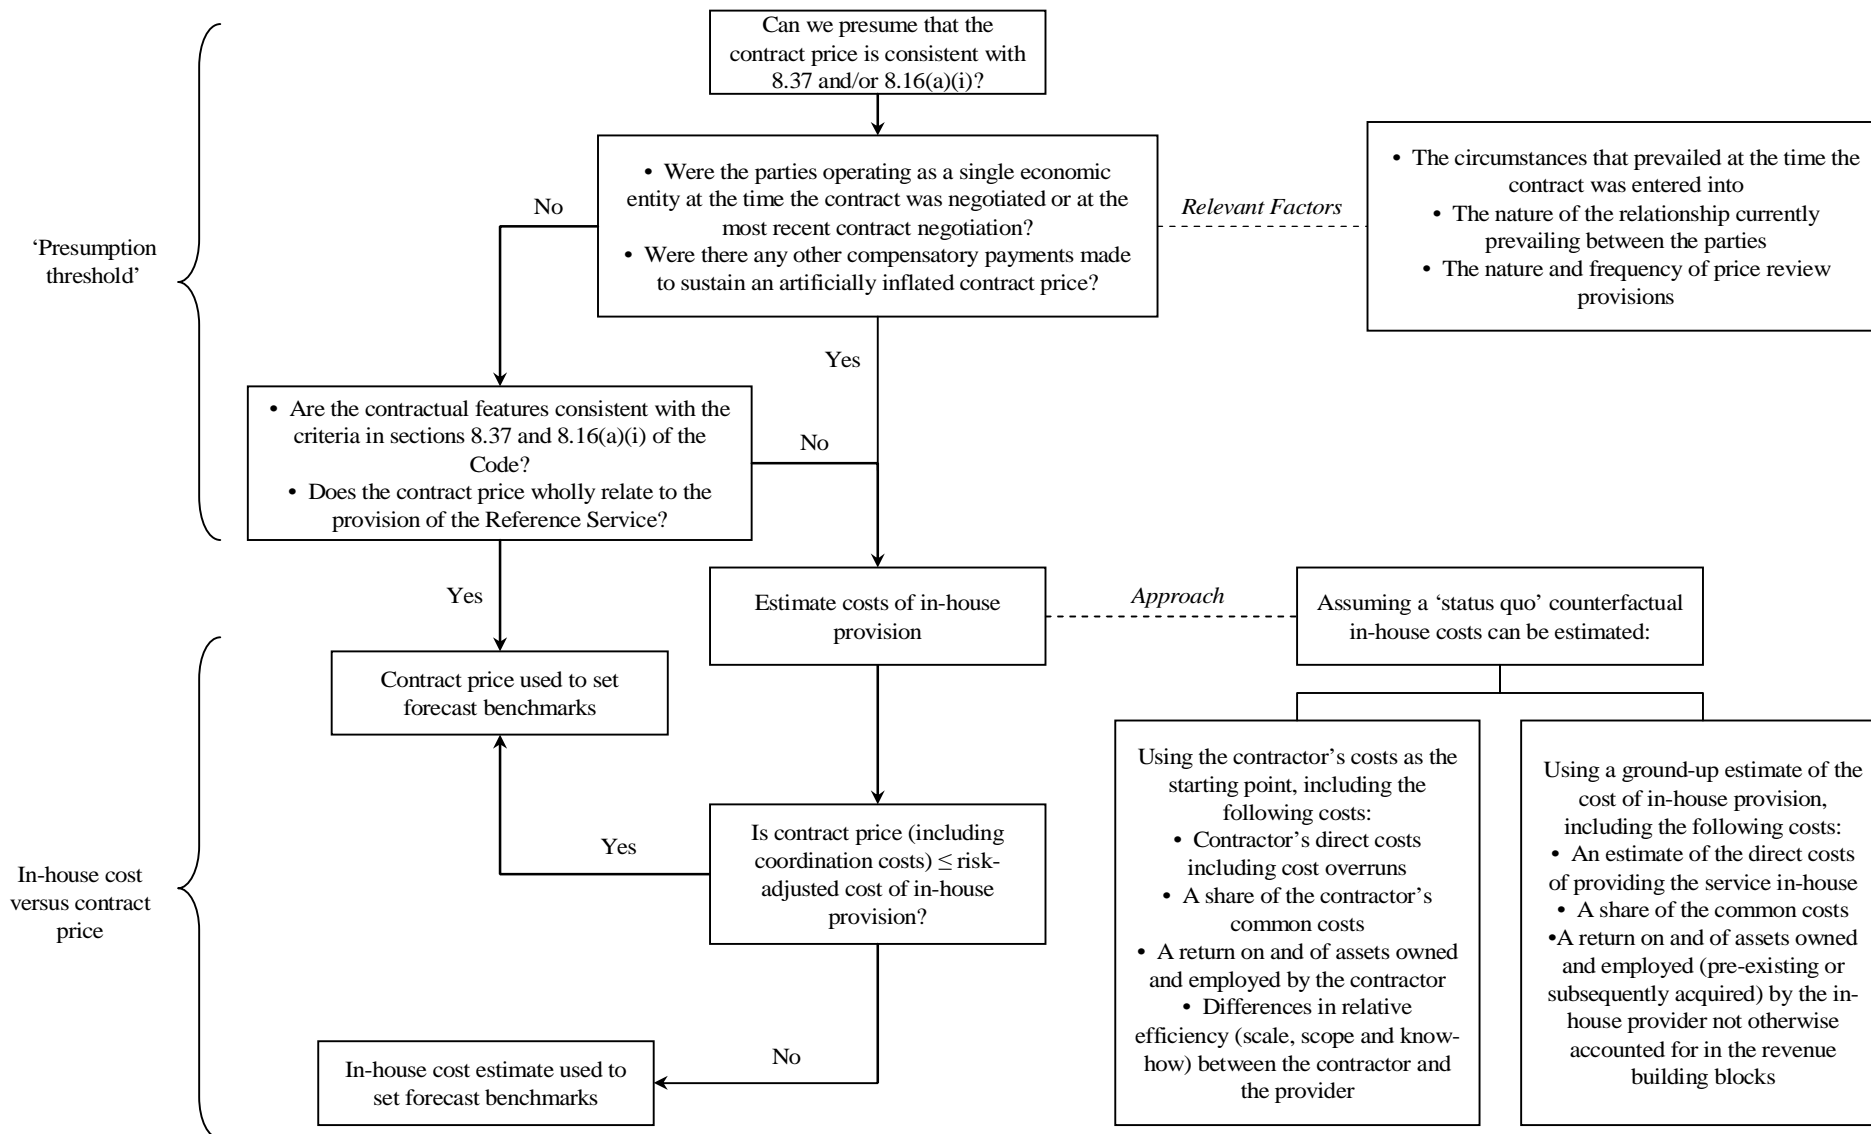 Can we presume that the
contract price is consistent with
8.37 and/or 8.16(a)(i)?
• Were the parties operating as a single economic
entity at the time the contract was negotiated or at the
most recent contract negotiation?
• Were there any other compensatory payments made
to sustain an artificially inflated contract price?
Relevant Factors
• The circumstances that prevailed at the time the
contract was entered into
• The nature of the relationship currently
prevailing between the parties
• The nature and frequency of price review
provisions
No
‘Presumption
threshold’
Yes
• Are the contractual features consistent with the
criteria in sections 8.37 and 8.16(a)(i) of the
Code?
• Does the contract price wholly relate to the
provision of the Reference Service?
No
Yes
Estimate costs of in-house
provision
Approach
Assuming a ‘status quo’ counterfactual
in-house costs can be estimated:
Contract price used to set
forecast benchmarks
Using the contractor’s costs as the
starting point, including the
following costs:
• Contractor’s direct costs
including cost overruns
• A share of the contractor’s
common costs
• A return on and of assets owned
and employed by the contractor
• Differences in relative
efficiency (scale, scope and know-
how) between the contractor and
the provider
Using a ground-up estimate of the
cost of in-house provision,
including the following costs:
• An estimate of the direct costs
of providing the service in-house
• A share of the common costs
•A return on and of assets owned
and employed (pre-existing or
subsequently acquired) by the in-
house provider not otherwise
accounted for in the revenue
building blocks
Is contract price (including
coordination costs) ≤ risk-
adjusted cost of in-house
provision?
Yes
In-house cost
versus contract
price
No
In-house cost estimate used to
set forecast benchmarks